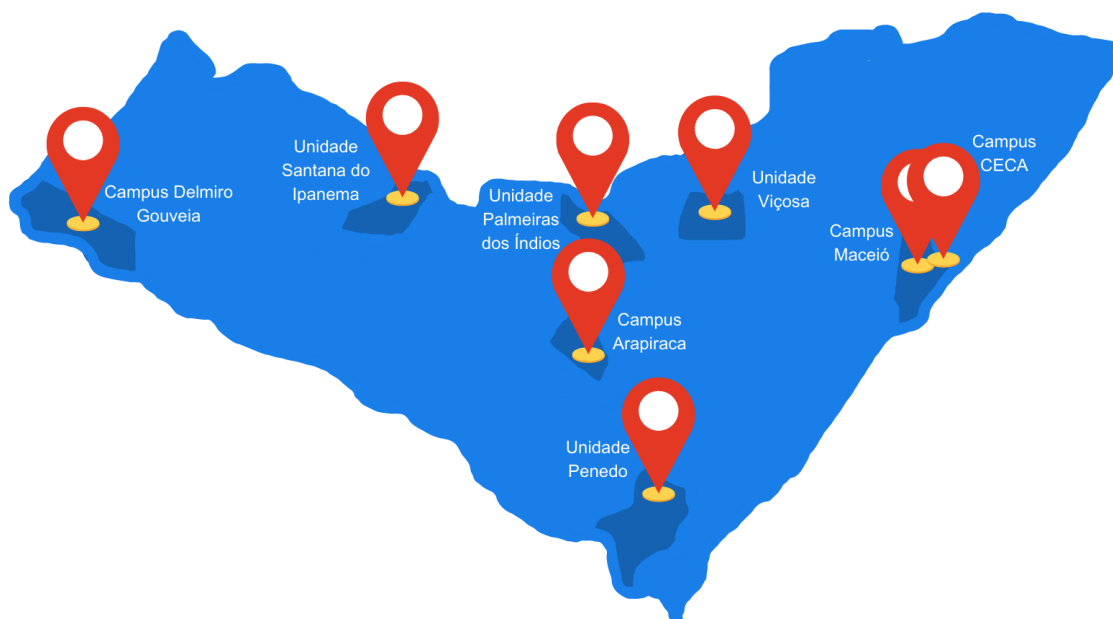 Campus Delmiro
Gouveia
Unidade
Santana do
Ipanema
Unidade
Palmeiras
dos Índios
Unidade
Viçosa
Campus
CECA
Campus
Maceió
Campus
Arapiraca
Unidade
Penedo